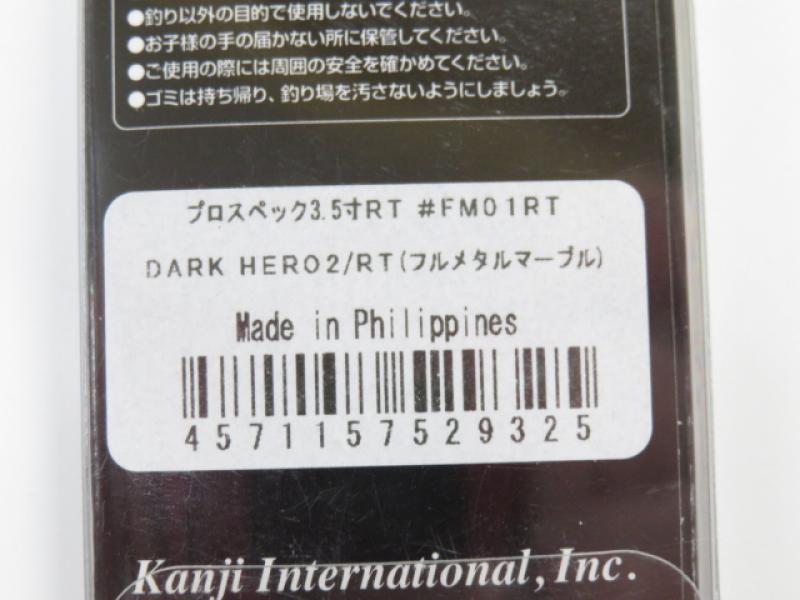 ●釣り以外の目的で使用しないでください。
●お子様の手の届かない所に保管してください。
●ご使用の際には周囲の安全を確かめてください。
●ゴミは持ち帰り、釣り場を汚さないようにしましょう。
プロスペック3.5寸RT #FM01RT
DARK HERO2/RT(フルメタルマーブル)
Made in Philippines
4571157529325
Kanji International, Inc.